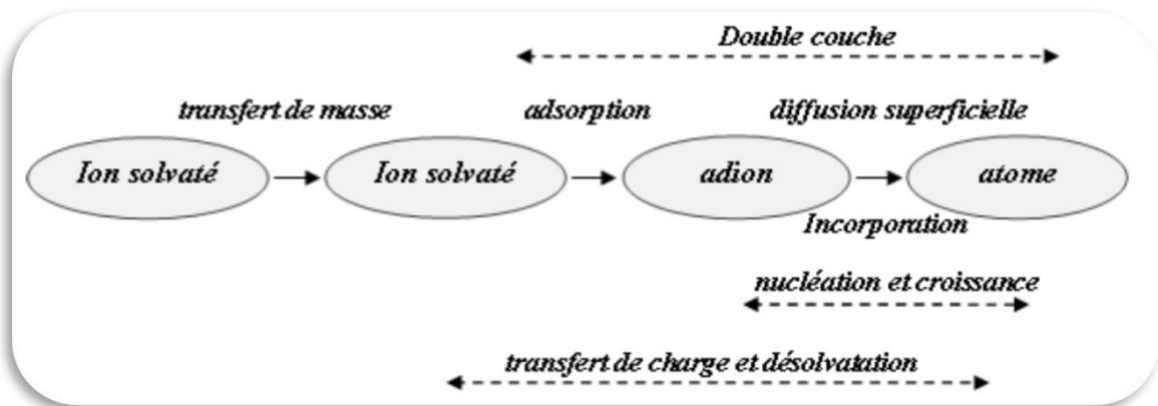 Double couche
transfert de masse adsorption diffusion superficielle
Ion solvaté Ion solvaté adion atome
Incorporation
nucléation et croissance
transfert de charge et désolvatation